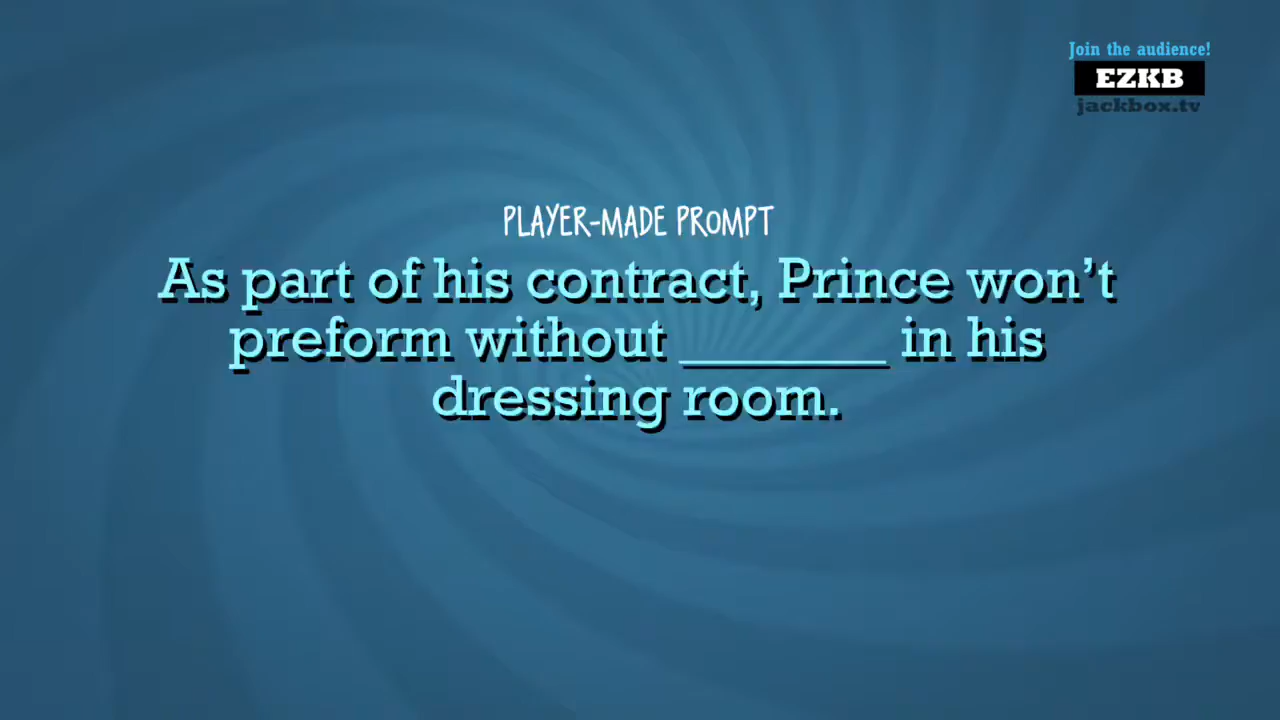 Join the audience!
EZKB
jackbox.tv
PLAYER-MADE PROMPT
As part of his contract, Prince won't
preform without ________ in his
dressing room.